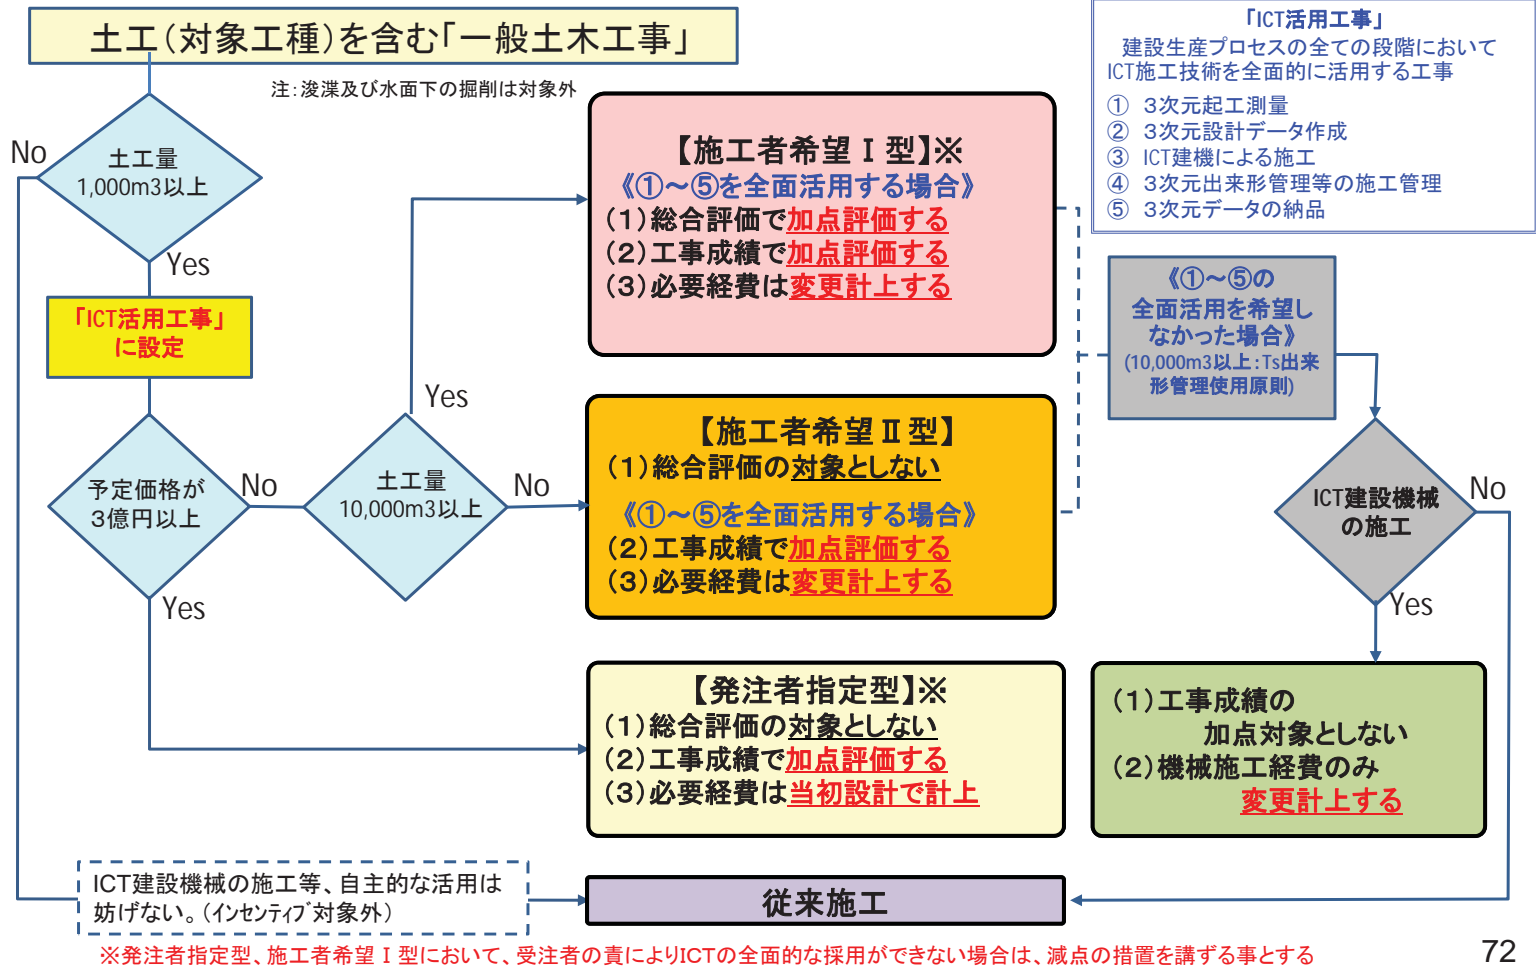 土工（対象工種）を含む「一般土木工事」
注：浚渫及び水面下の掘削は対象外
「ICT活用工事」
建設生産プロセスの全ての段階において
ICT施工技術を全面的に活用する工事
① ３次元起工測量
② ３次元設計データ作成
③ ICT建機による施工
④ ３次元出来形管理等の施工管理
⑤ ３次元データの納品
No
土工量
1,000m3以上
Yes
「ICT活用工事」
に設定
予定価格が
３億円以上
No
Yes
土工量
10,000m3以上
Yes
No
【施工者希望Ⅰ型】※
《①～⑤を全面活用する場合》
（１）総合評価で加点評価する
（２）工事成績で加点評価する
（３）必要経費は変更計上する
【施工者希望Ⅱ型】
（１）総合評価の対象としない
《①～⑤を全面活用する場合》
（２）工事成績で加点評価する
（３）必要経費は変更計上する
【発注者指定型】※
（１）総合評価の対象としない
（２）工事成績で加点評価する
（３）必要経費は当初設計で計上
《①～⑤の
全面活用を希望し
なかった場合》
(10,000m3以上：Ts出来
形管理使用原則)
ICT建設機械
の施工
No
Yes
（１）工事成績の
加点対象としない
（２）機械施工経費のみ
変更計上する
ICT建設機械の施工等、自主的な活用は
妨げない。（インセンティブ対象外）
従来施工
※発注者指定型、施工者希望Ⅰ型において、受注者の責によりICTの全面的な採用ができない場合は、減点の措置を講ずる事とする
72